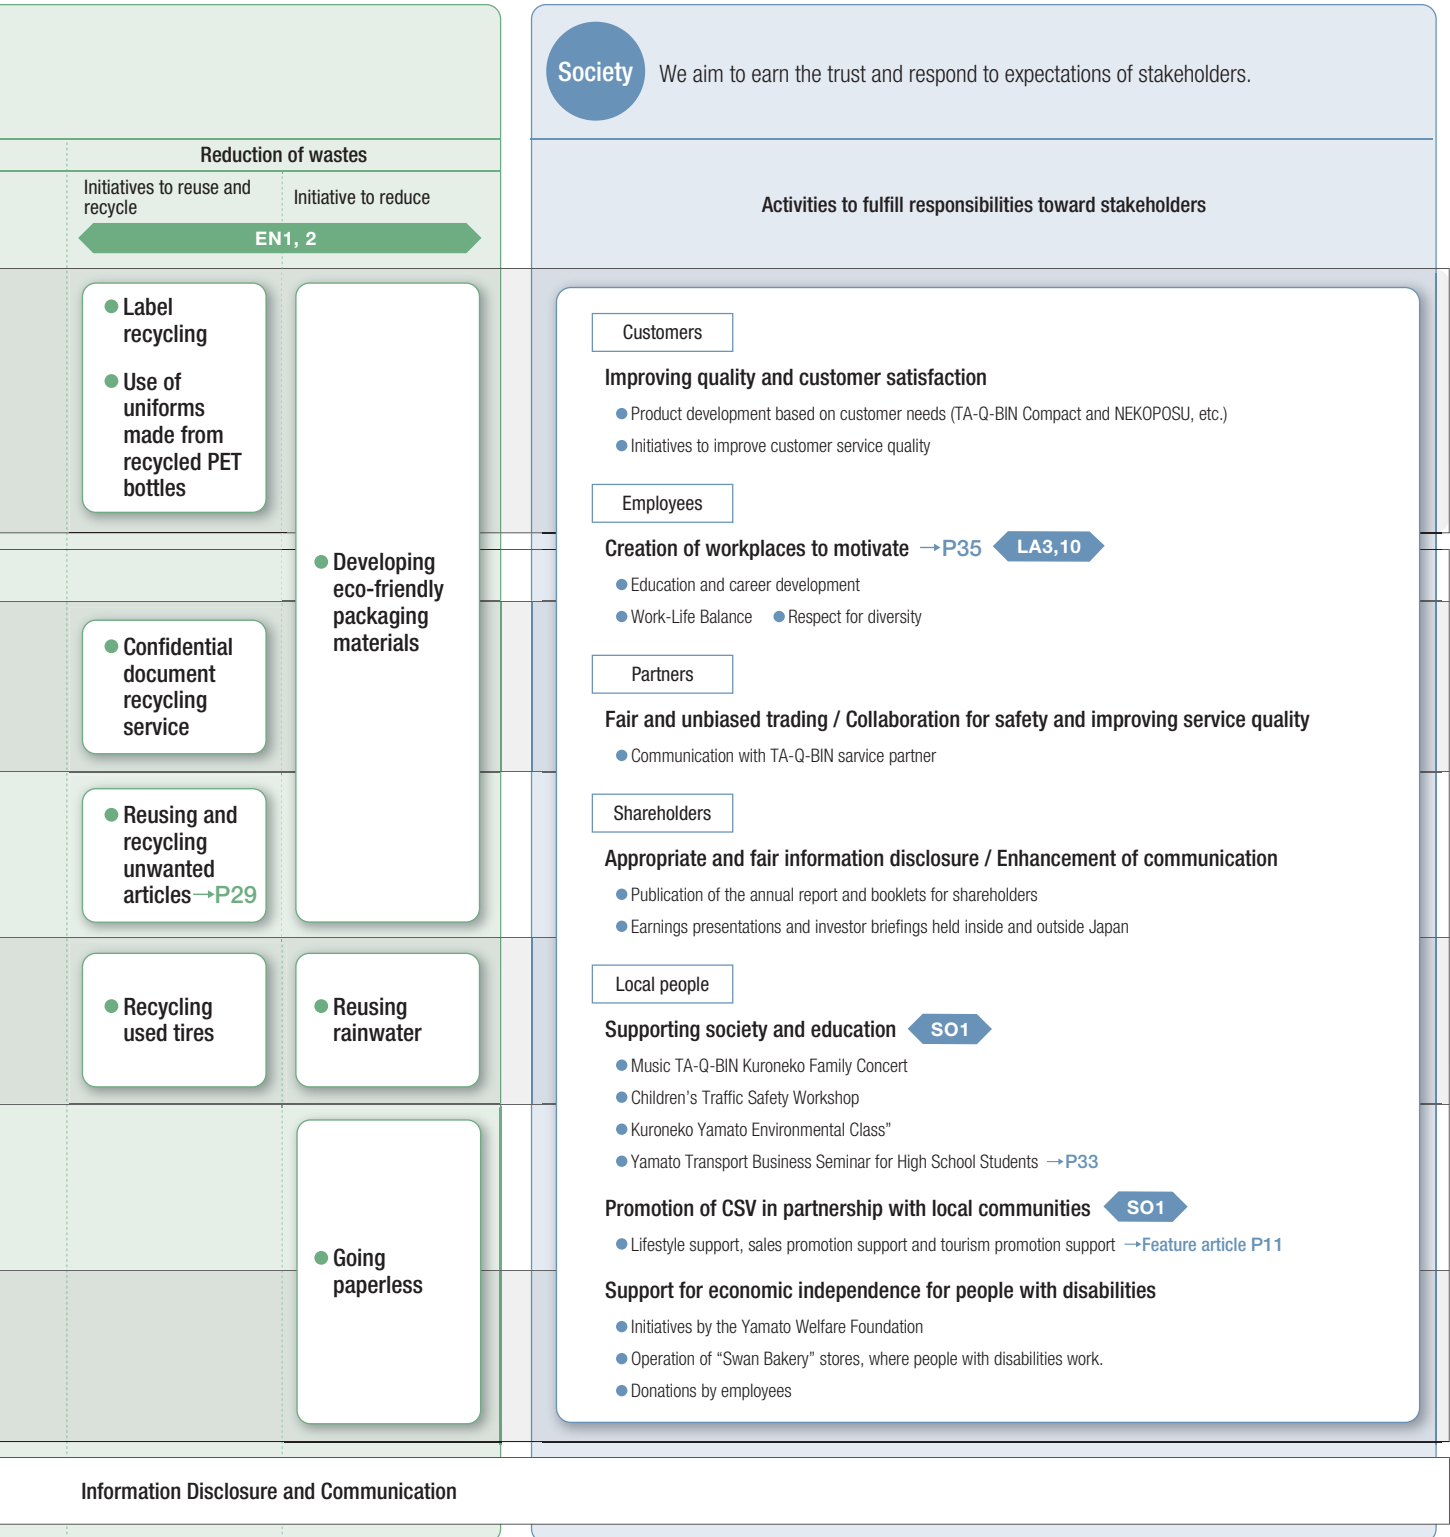 Society
We aim to earn the trust and respond to expectations of stakeholders.
Reduction of wastes
Initiatives to reuse and
recycle
Initiative to reduce
EN1, 2
Activities to fulfill responsibilities toward stakeholders
Label
recycling
Use of
uniforms
made from
recycled PET
bottles
Confidential
document
recycling
service
Reusing and
recycling
unwanted
articles→P29
Recycling
used tires
Developing
eco-friendly
packaging
materials
Reusing
rainwater
Going
paperless
Customers
Improving quality and customer satisfaction
Product development based on customer needs (TA-Q-BIN Compact and NEKOPOSU, etc.)
Initiatives to improve customer service quality
Employees
Creation of workplaces to motivate →P35 LA3,10
Education and career development
Work-Life Balance ●Respect for diversity
Partners
Fair and unbiased trading / Collaboration for safety and improving service quality
Communication with TA-Q-BIN sarvice partner
Shareholders
Appropriate and fair information disclosure / Enhancement of communication
Publication of the annual report and booklets for shareholders
Earnings presentations and investor briefings held inside and outside Japan
Local people
Supporting society and education SO1
Music TA-Q-BIN Kuroneko Family Concert
Children’s Traffic Safety Workshop
Kuroneko Yamato Environmental Class”
Yamato Transport Business Seminar for High School Students →P33
Promotion of CSV in partnership with local communities SO1
Lifestyle support, sales promotion support and tourism promotion support →Feature article P11
Support for economic independence for people with disabilities
Initiatives by the Yamato Welfare Foundation
Operation of “Swan Bakery” stores, where people with disabilities work.
Donations by employees
Information Disclosure and Communication